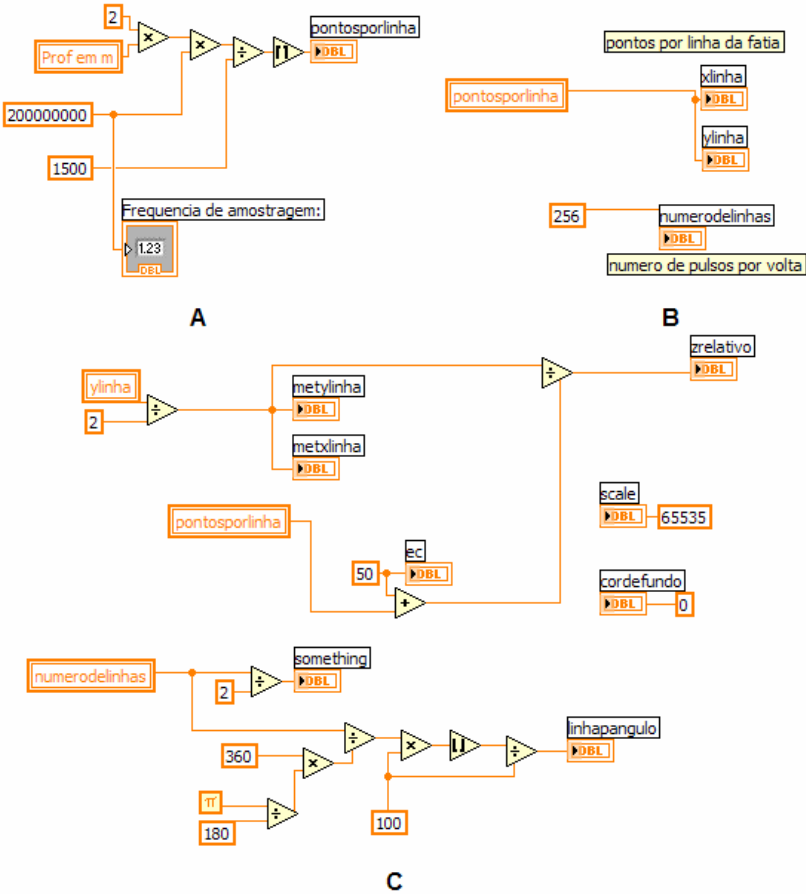 2
Prof em m
pontosporlinha
DBL
200000000
1500
Frequencia de amostragem:
1.23
DBL
A
pontos por linha da fatia
pontosporlinha
xlinha
DBL
ylinha
DBL
256
numerodelinhas
DBL
numero de pulsos por volta
B
ylinha
2
metylinha
DBL
metxlinha
DBL
zrelativo
DBL
pontosporlinha
50
ec
DBL
scale
DBL
65535
cordefundo
DBL
0
numerodelinhas
2
something
DBL
360
π
180
100
linhapangulo
DBL
C